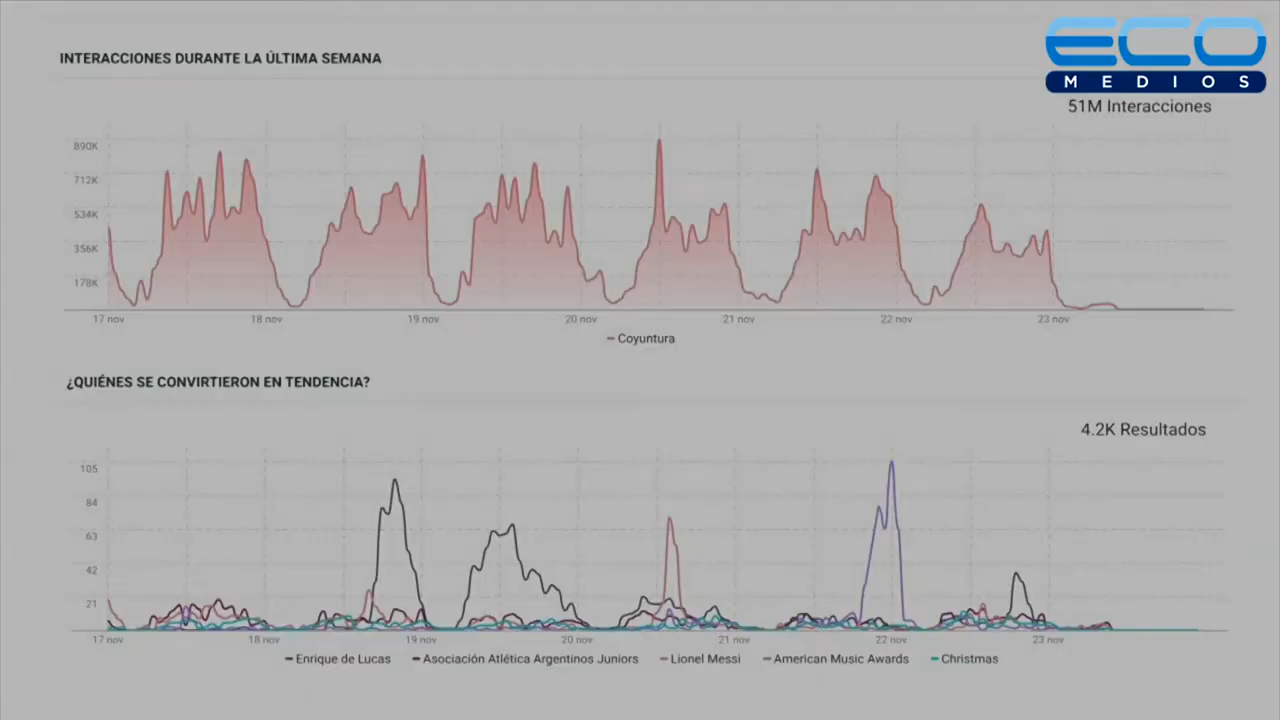 ECO
MEDIOS
INTERACCIONES DURANTE LA ÚLTIMA SEMANA
51M Interacciones
890K
712K
534K
356K
178K
17 nov 18 nov 19 nov 20 nov 21 nov 22 nov 23 nov
Coyuntura
¿QUIÉNES SE CONVIRTIERON EN TENDENCIA?
4.2K Resultados
105
84
63
42
21
17 nov 18 nov 19 nov 20 nov 21 nov 22 nov 23 nov
Enrique de Lucas Asociación Atlética Argentinos Juniors Lionel Messi American Music Awards Christmas